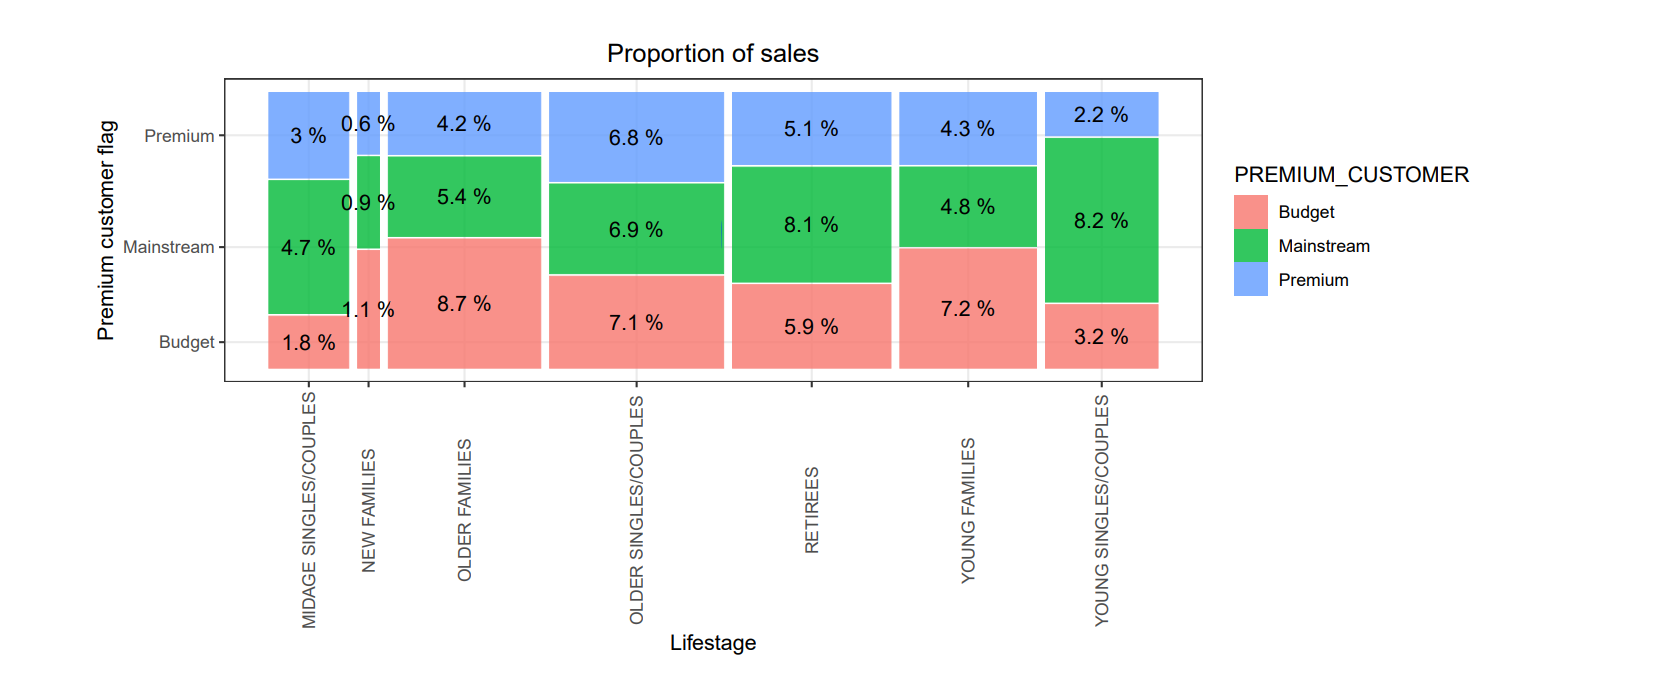 Proportion of sales
Premium customer flag
Premium
Mainstream
Budget
3 %
0.6 %
4.2 %
6.8 %
5.1 %
4.3 %
2.2 %
4.7 %
0.9 %
5.4 %
6.9 %
8.1 %
4.8 %
8.2 %
1.8 %
1.1 %
8.7 %
7.1 %
5.9 %
7.2 %
3.2 %
MIDAGE SINGLES/COUPLES
NEW FAMILIES
OLDER FAMILIES
OLDER SINGLES/COUPLES
RETIREES
YOUNG FAMILIES
YOUNG SINGLES/COUPLES
Lifestage
PREMIUM_CUSTOMER
Budget
Mainstream
Premium